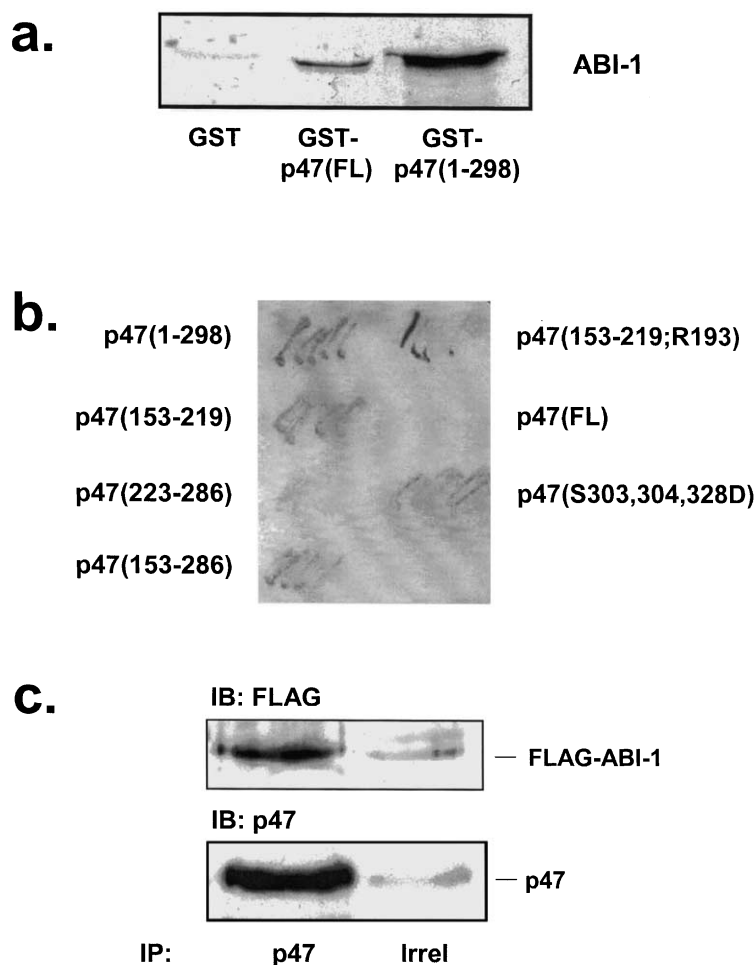 a.
ABI-1
GST
GST-
p47(FL)
GST-
p47(1-298)
b.
p47(1-298)
p47(153-219;R193)
p47(153-219)
p47(FL)
p47(223-286)
p47(S303,304,328D)
p47(153-286)
c.
IB: FLAG
FLAG-ABI-1
IB: p47
p47
IP: p47 Irrel